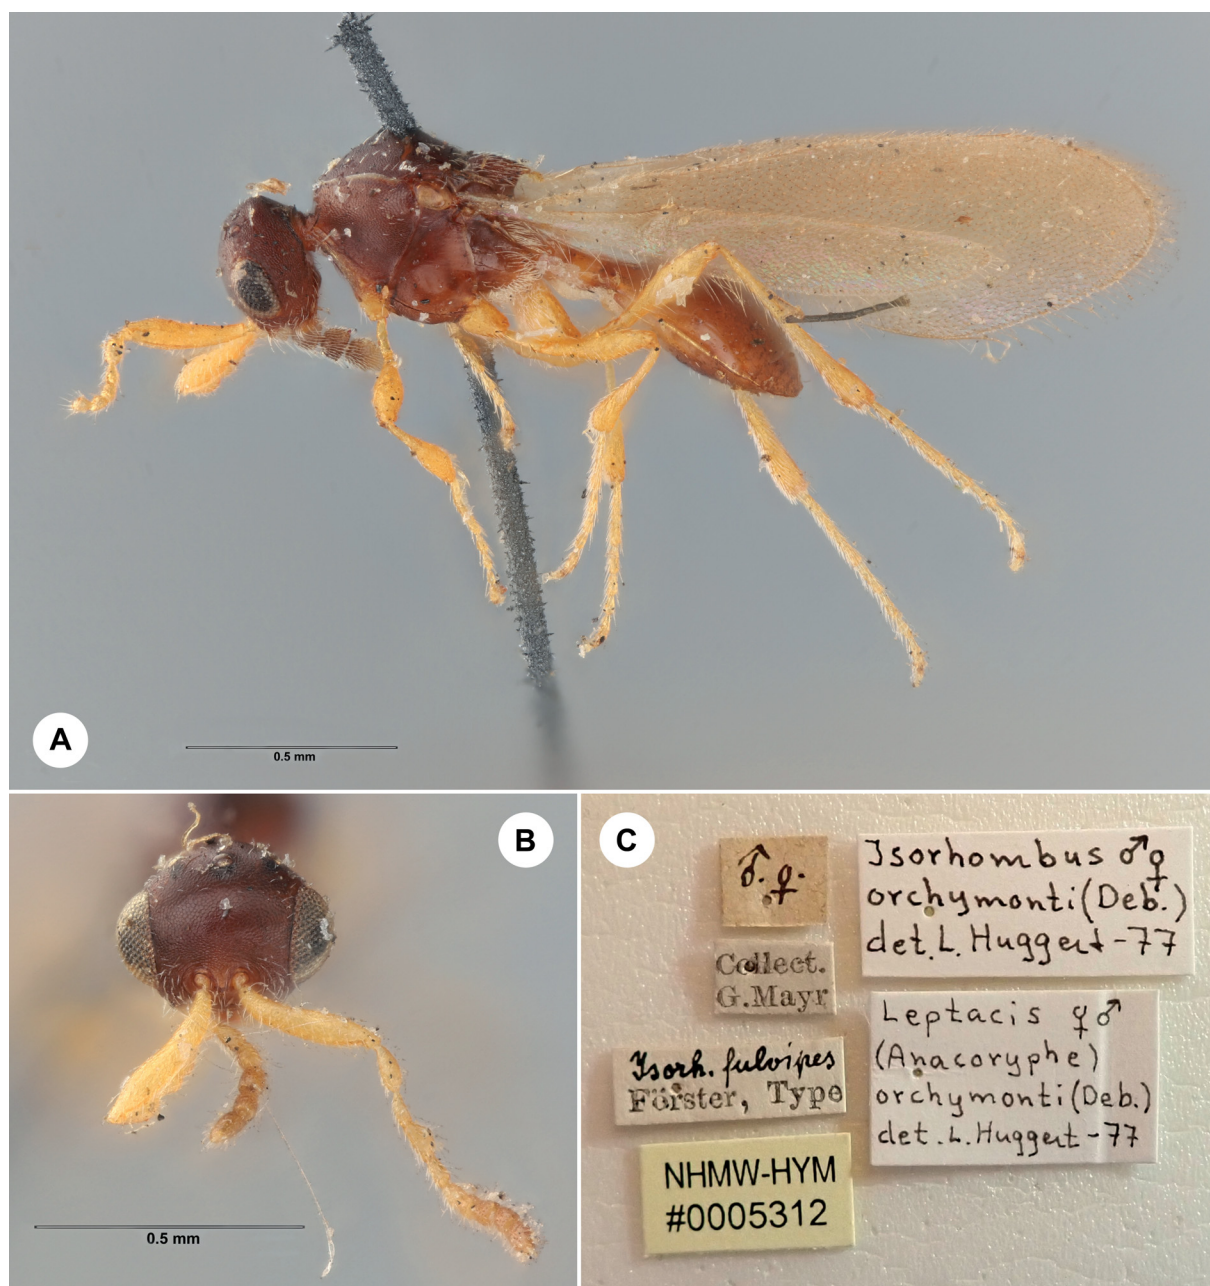 A
0.5 mm
B
0.5 mm
C
♂. ♀.
Collect.
G. Mayr
Isorh. fulvipes
Förster, Type
NHMW-HYM
#0005312
Isorhombus ♂♀
orchymonti (Deb.)
det. L. Huggert-77
Leptacis ♀♂
(Anacoryphe)
orchymonti (Deb.)
det. L. Huggert-77